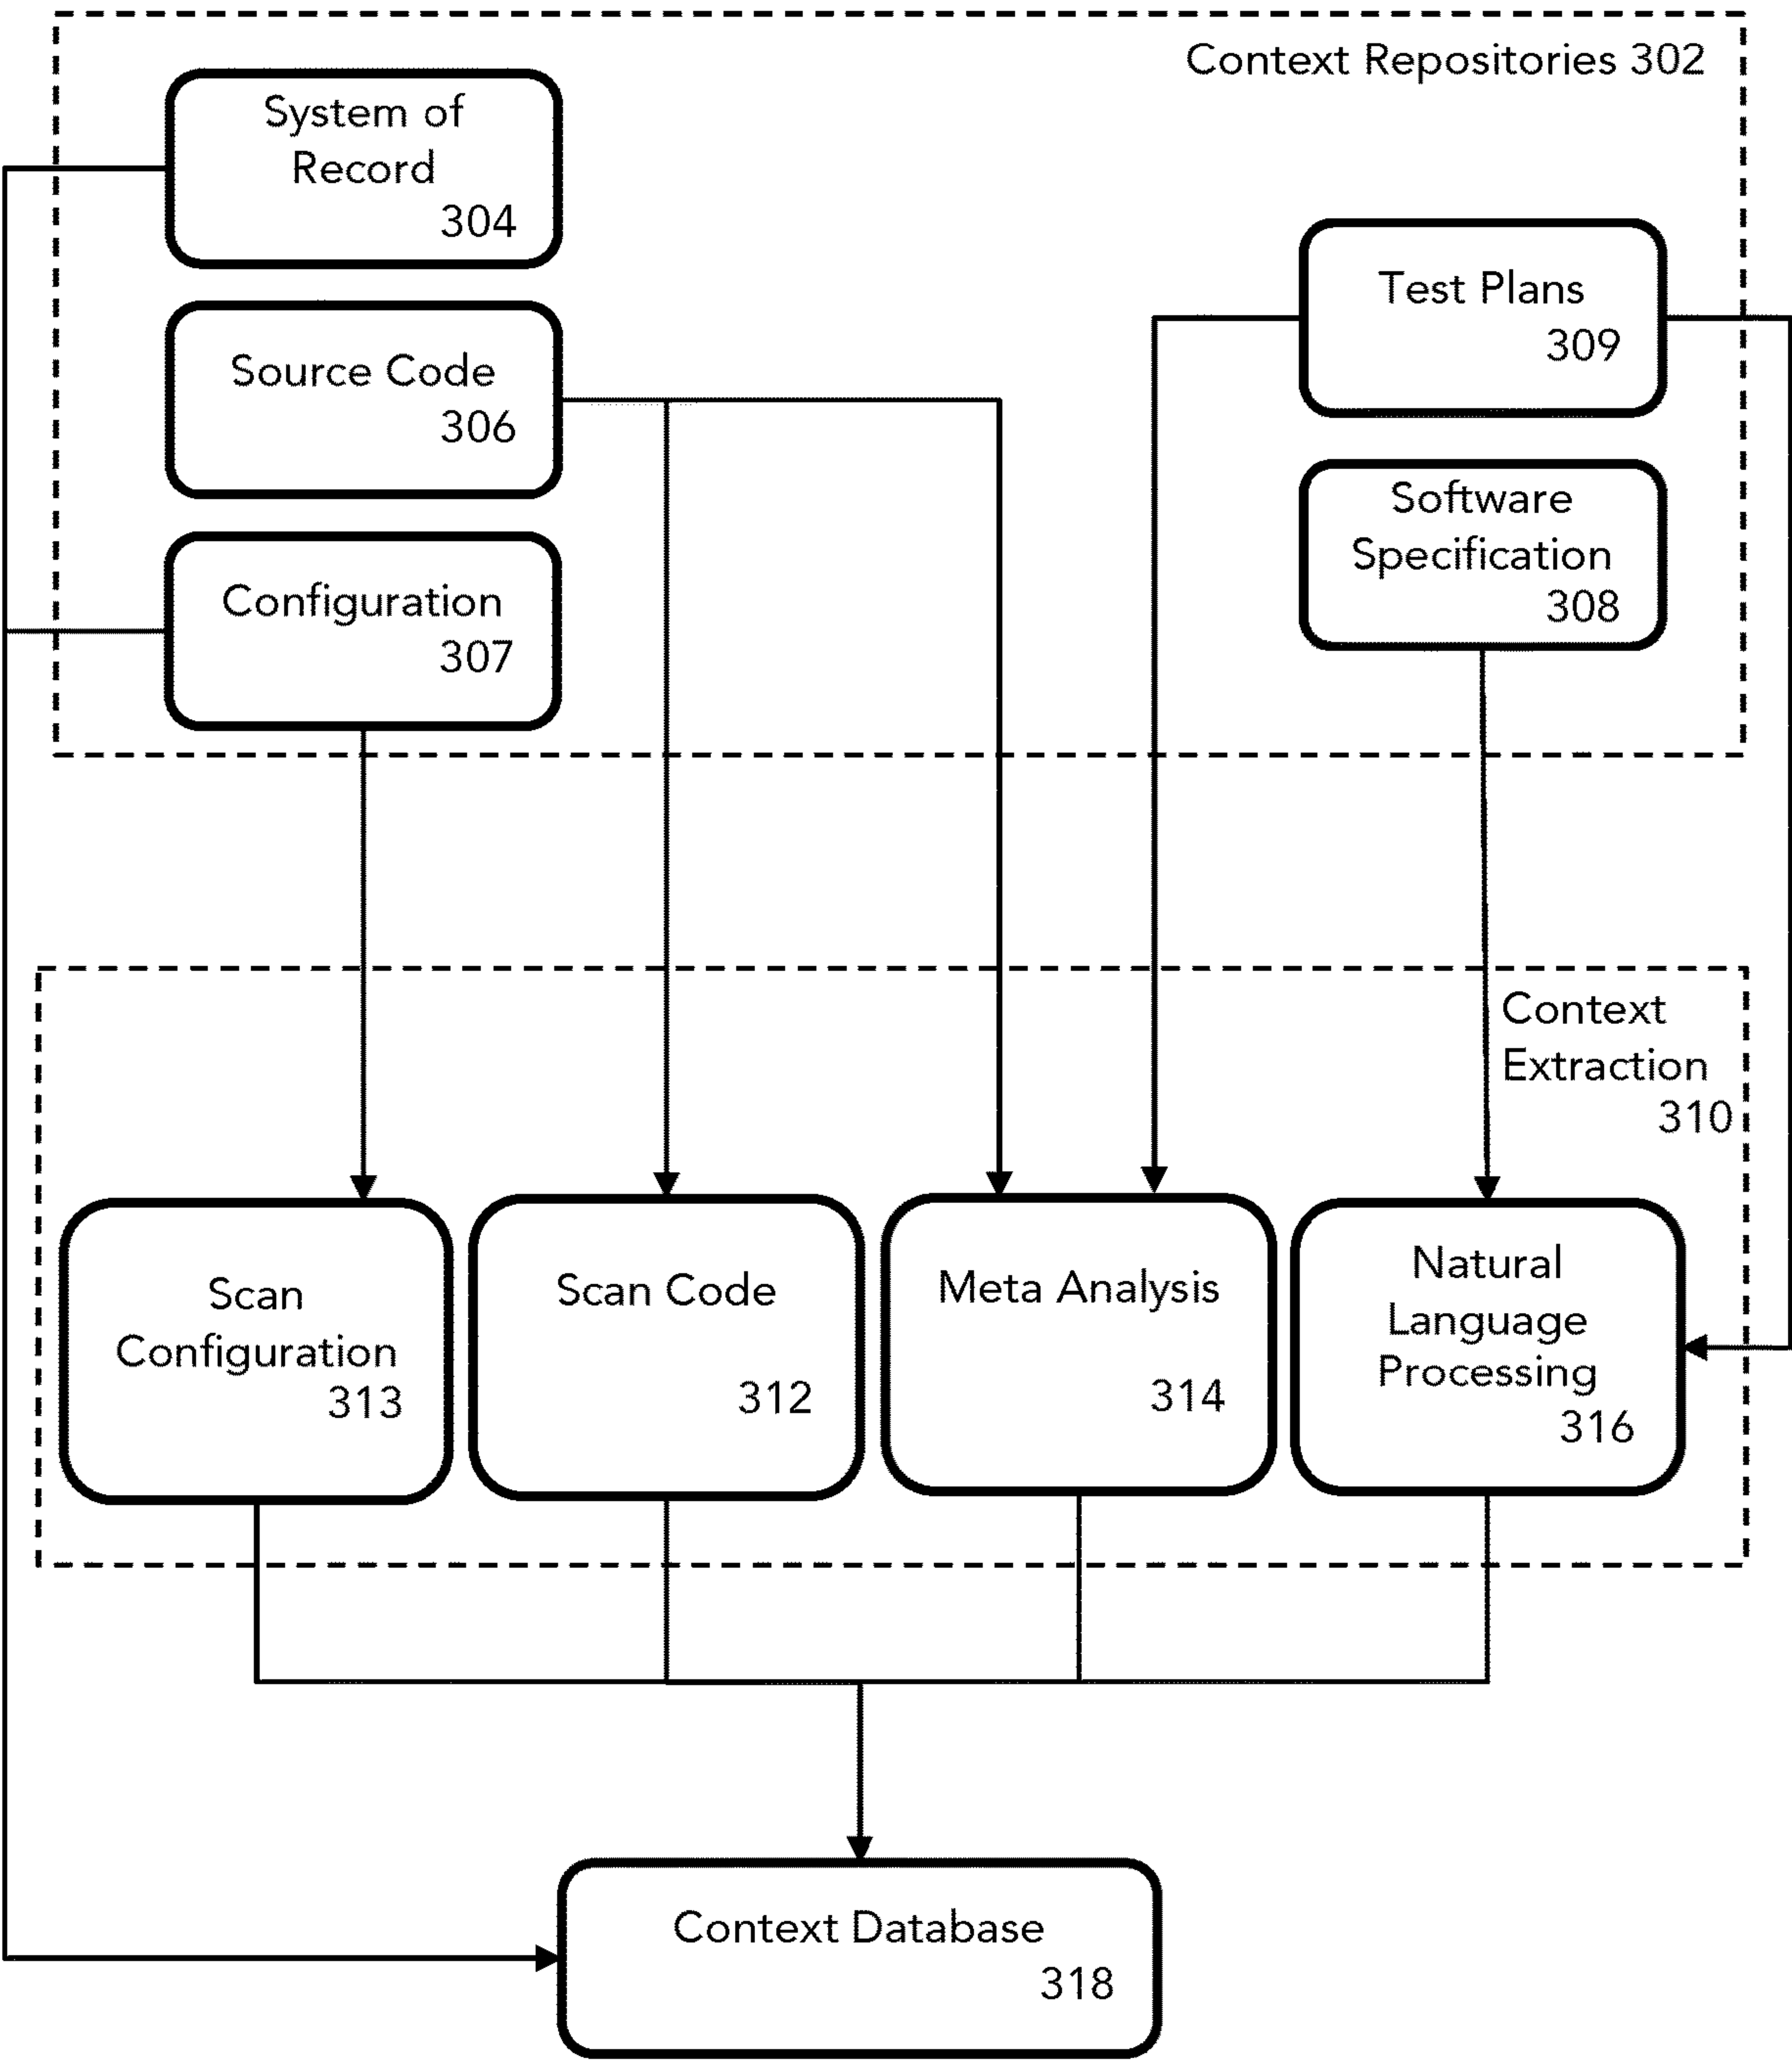 Context Repositories 302
System of
Record
304
Source Code
306
Configuration
307
Test Plans
309
Software
Specification
308
Context
Extraction
310
Scan
Configuration
313
Scan Code
312
Meta Analysis
314
Natural
Language
Processing
316
Context Database
318